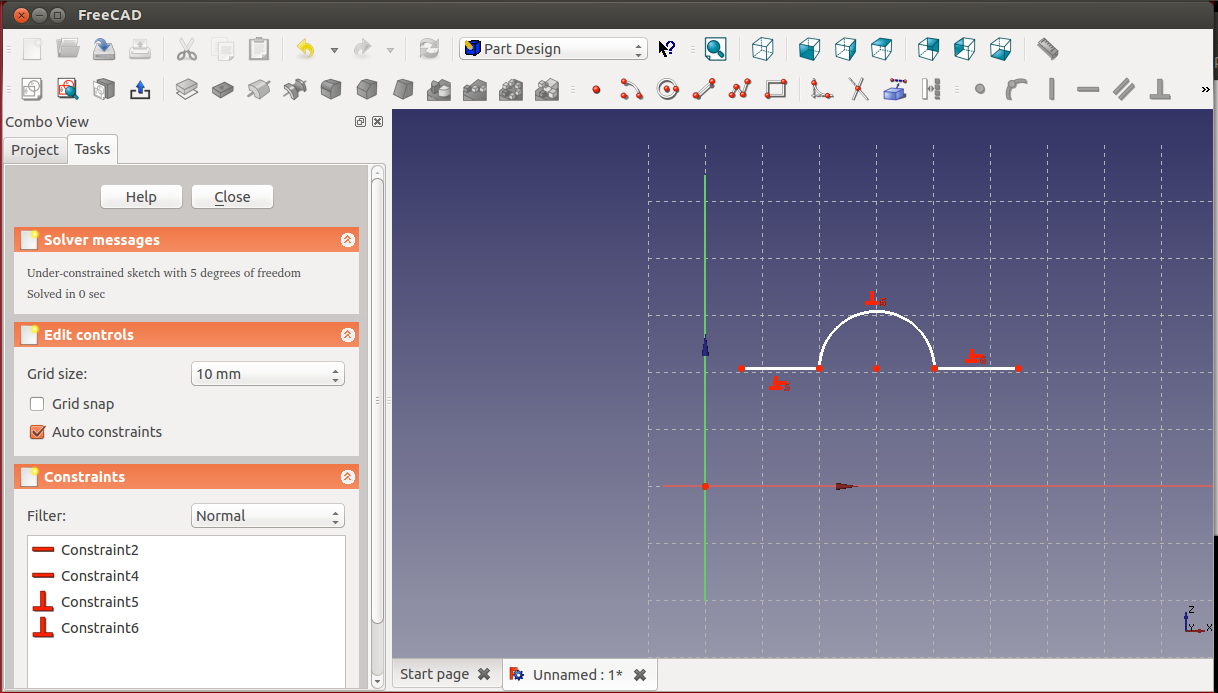 FreeCAD
Part Design
Combo View
Project
Tasks
Help
Close
Solver messages
Under-constrained sketch with 5 degrees of freedom
Solved in 0 sec
Edit controls
Grid size:
10 mm
Grid snap
Auto constraints
Constraints
Filter:
Normal
Constraint2
Constraint4
Constraint5
Constraint6
Z
Y
X
Start page
Unnamed : 1*